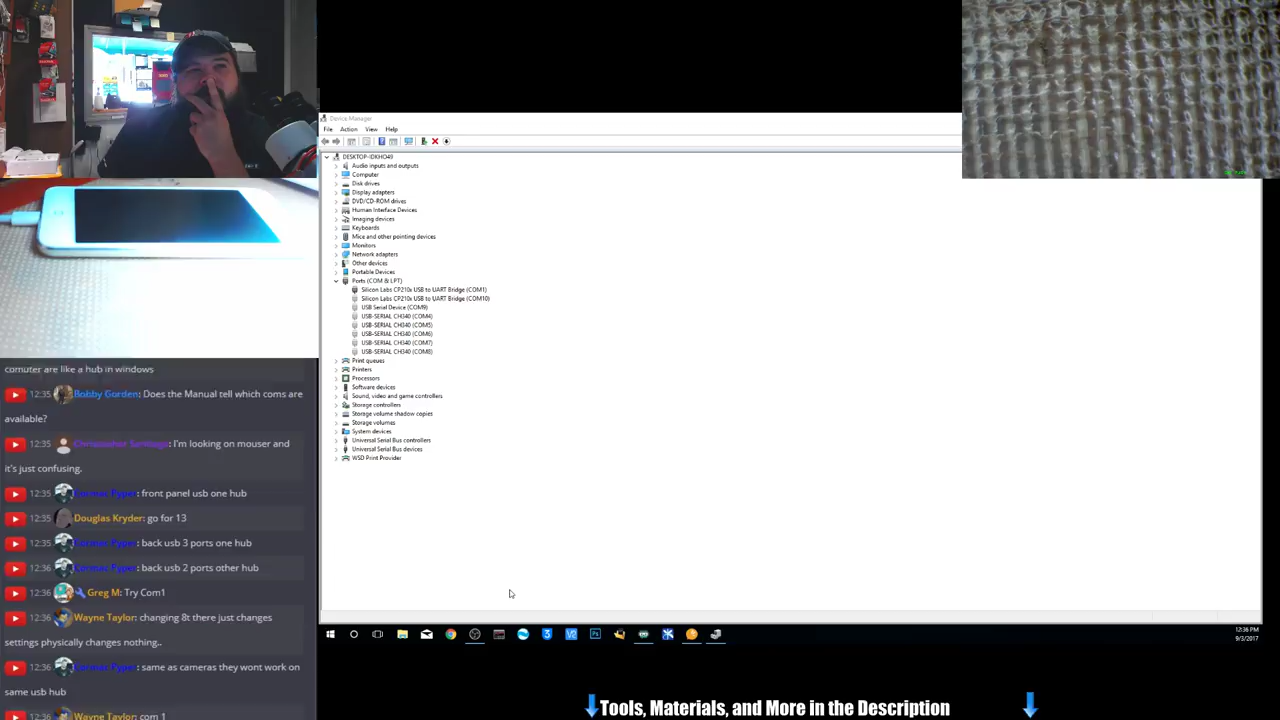 Device Manager
File Action View Help
DESKTOP-IDKHO49
Audio inputs and outputs
Computer
Disk drives
Display adapters
DVD/CD-ROM drives
Human Interface Devices
Imaging devices
Keyboards
Mice and other pointing devices
Monitors
Network adapters
Other devices
Portable Devices
Ports (COM & LPT)
Silicon Labs CP210x USB to UART Bridge (COM1)
Silicon Labs CP210x USB to UART Bridge (COM10)
USB Serial Device (COM9)
USB-SERIAL CH340 (COM4)
USB-SERIAL CH340 (COM5)
USB-SERIAL CH340 (COM6)
USB-SERIAL CH340 (COM7)
USB-SERIAL CH340 (COM8)
Print queues
Printers
Processors
Software devices
Sound, video and game controllers
Storage controllers
Storage volume shadow copies
Storage volumes
System devices
Universal Serial Bus controllers
Universal Serial Bus devices
WSD Print Provider
comuter are like a hub in windows
12:35 Bobby Gorden: Does the Manual tell which coms are
available?
12:35 Christopher Santiago: I'm looking on mouser and
it's just confusing.
12:35 Cormac Pyper: front panel usb one hub
12:35 Douglas Kryder: go for 13
12:35 Cormac Pyper: back usb 3 ports one hub
12:36 Cormac Pyper: back usb 2 ports other hub
12:36 Greg M: Try Com1
12:36 Wayne Taylor: changing 8t there just changes
settings physically changes nothing..
12:36 Cormac Pyper: same as cameras they wont work on
same usb hub
12:36 Wayne Taylor: com 1
12:36 PM
9/3/2017
Tools, Materials, and More in the Description